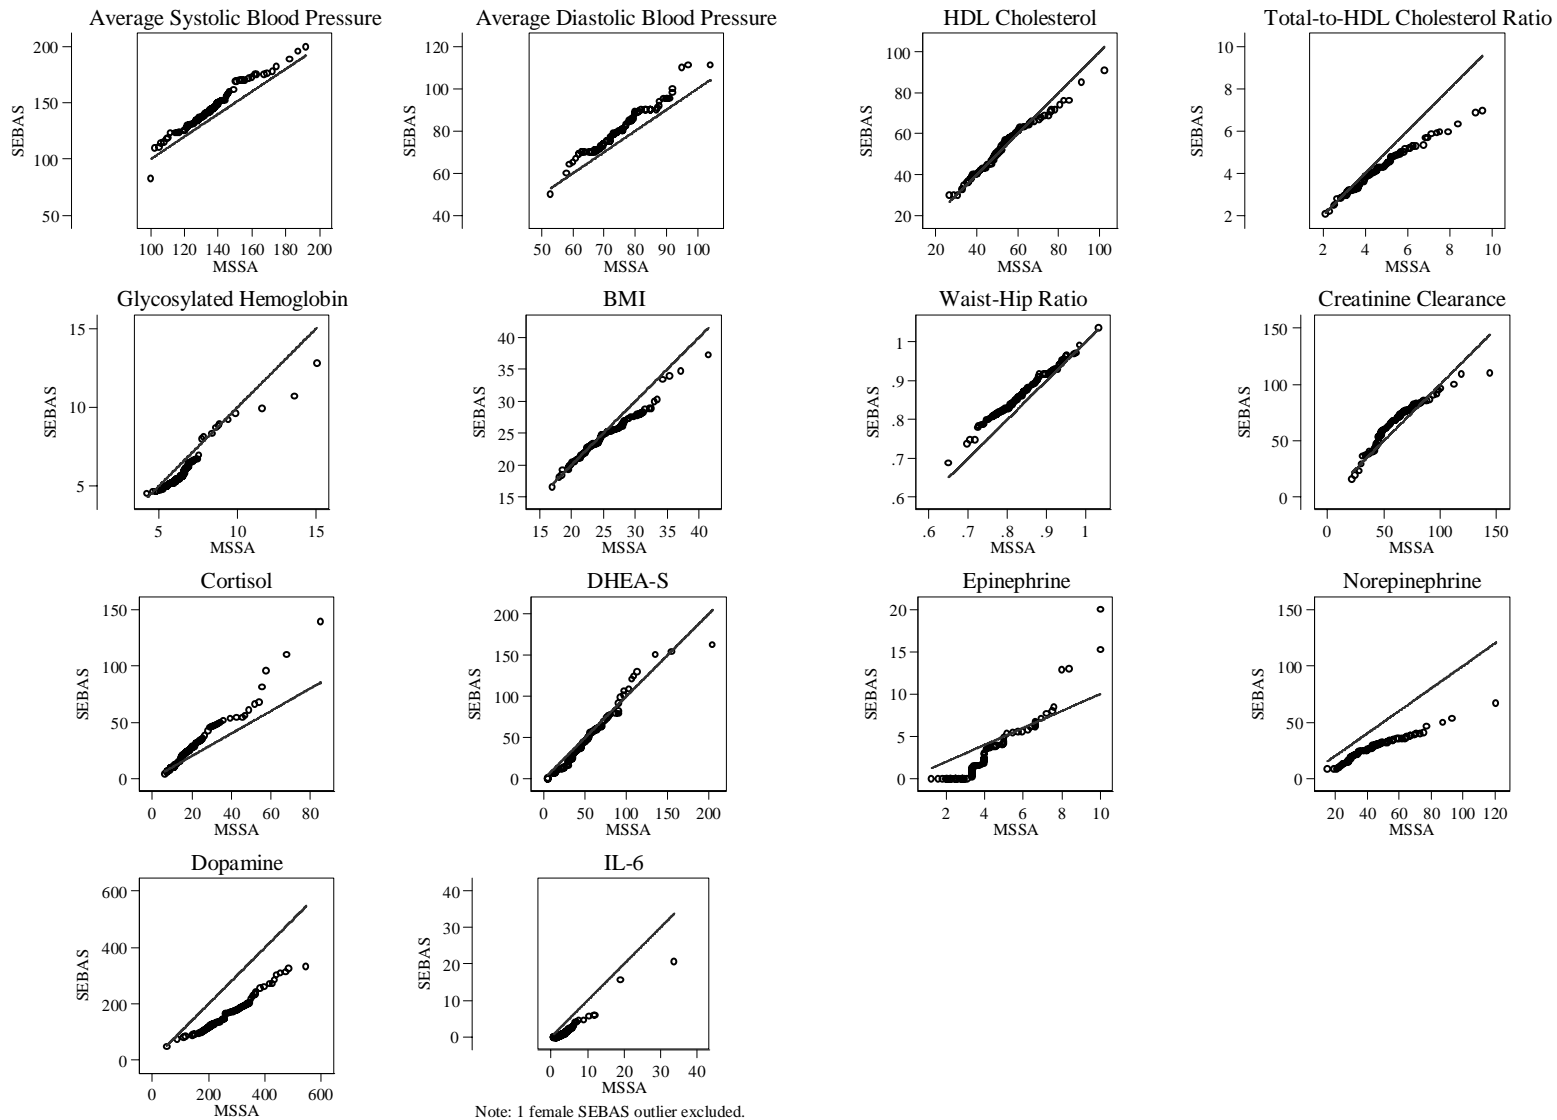 Average Systolic Blood Pressure
200
150
100
50
SEBAS
100 120 140 160 180 200
MSSA
Average Diastolic Blood Pressure
120
100
80
60
40
SEBAS
50 60 70 80 90 100
MSSA
HDL Cholesterol
100
80
60
40
20
SEBAS
20 40 60 80 100
MSSA
Total-to-HDL Cholesterol Ratio
10
8
6
4
2
SEBAS
2 4 6 8 10
MSSA
Glycosylated Hemoglobin
15
10
5
SEBAS
5 10 15
MSSA
BMI
40
35
30
25
20
15
SEBAS
15 20 25 30 35 40
MSSA
Waist-Hip Ratio
1
.9
.8
.7
.6
SEBAS
.6 .7 .8 .9 1
MSSA
Creatinine Clearance
150
100
50
0
SEBAS
0 50 100 150
MSSA
Cortisol
150
100
50
0
SEBAS
0 20 40 60 80
MSSA
DHEA-S
200
150
100
50
0
SEBAS
0 50 100 150 200
MSSA
Epinephrine
20
15
10
5
0
SEBAS
2 4 6 8 10
MSSA
Norepinephrine
150
100
50
0
SEBAS
20 40 60 80 100 120
MSSA
Dopamine
600
400
200
0
SEBAS
0 200 400 600
MSSA
IL-6
40
30
20
10
0
SEBAS
0 10 20 30 40
MSSA
Note: 1 female SEBAS outlier excluded.